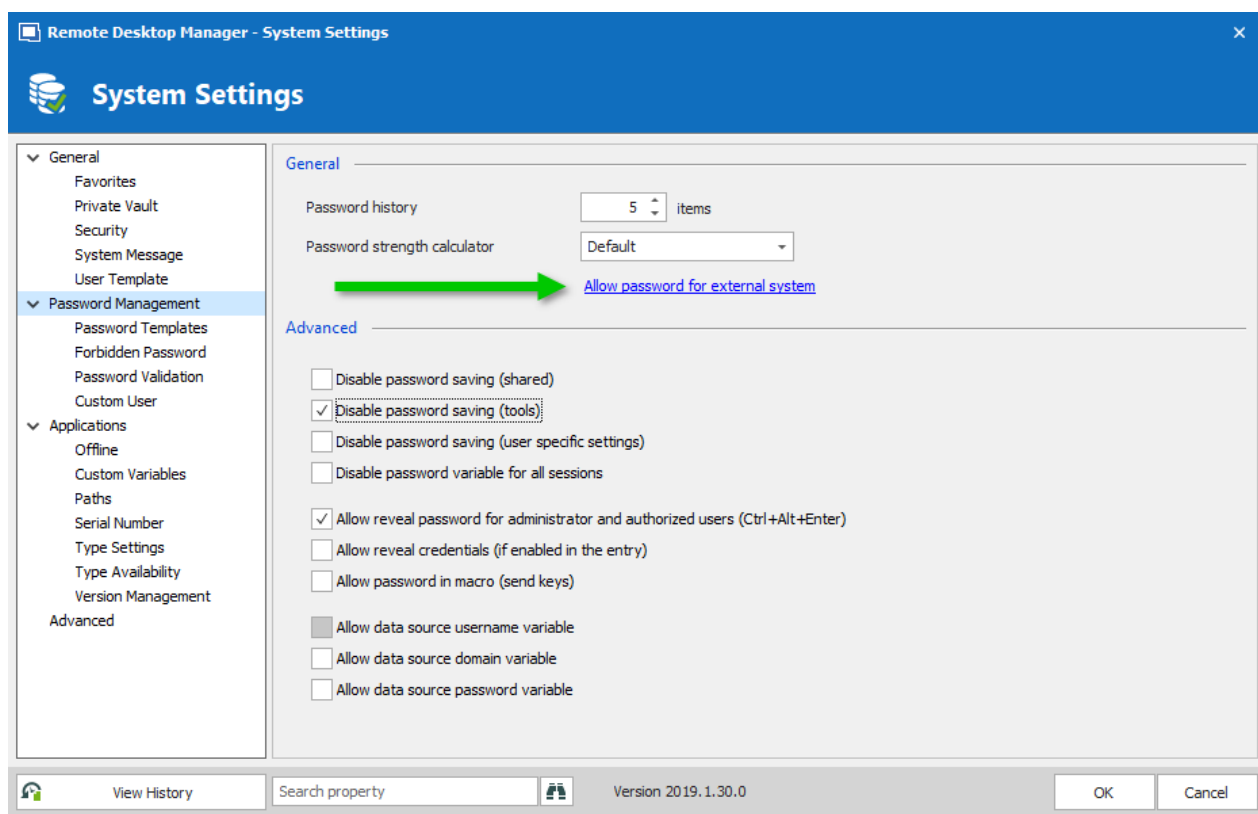 Remote Desktop Manager - System Settings
System Settings
General
Favorites
Private Vault
Security
System Message
User Template
Password Management
Password Templates
Forbidden Password
Password Validation
Custom User
Applications
Offline
Custom Variables
Paths
Serial Number
Type Settings
Type Availability
Version Management
Advanced
General
Password history 5 items
Password strength calculator Default
Allow password for external system
Advanced
Disable password saving (shared)
Disable password saving (tools)
Disable password saving (user specific settings)
Disable password variable for all sessions
Allow reveal password for administrator and authorized users (Ctrl+Alt+Enter)
Allow reveal credentials (if enabled in the entry)
Allow password in macro (send keys)
Allow data source username variable
Allow data source domain variable
Allow data source password variable
View History Search property Version 2019.1.30.0 OK Cancel